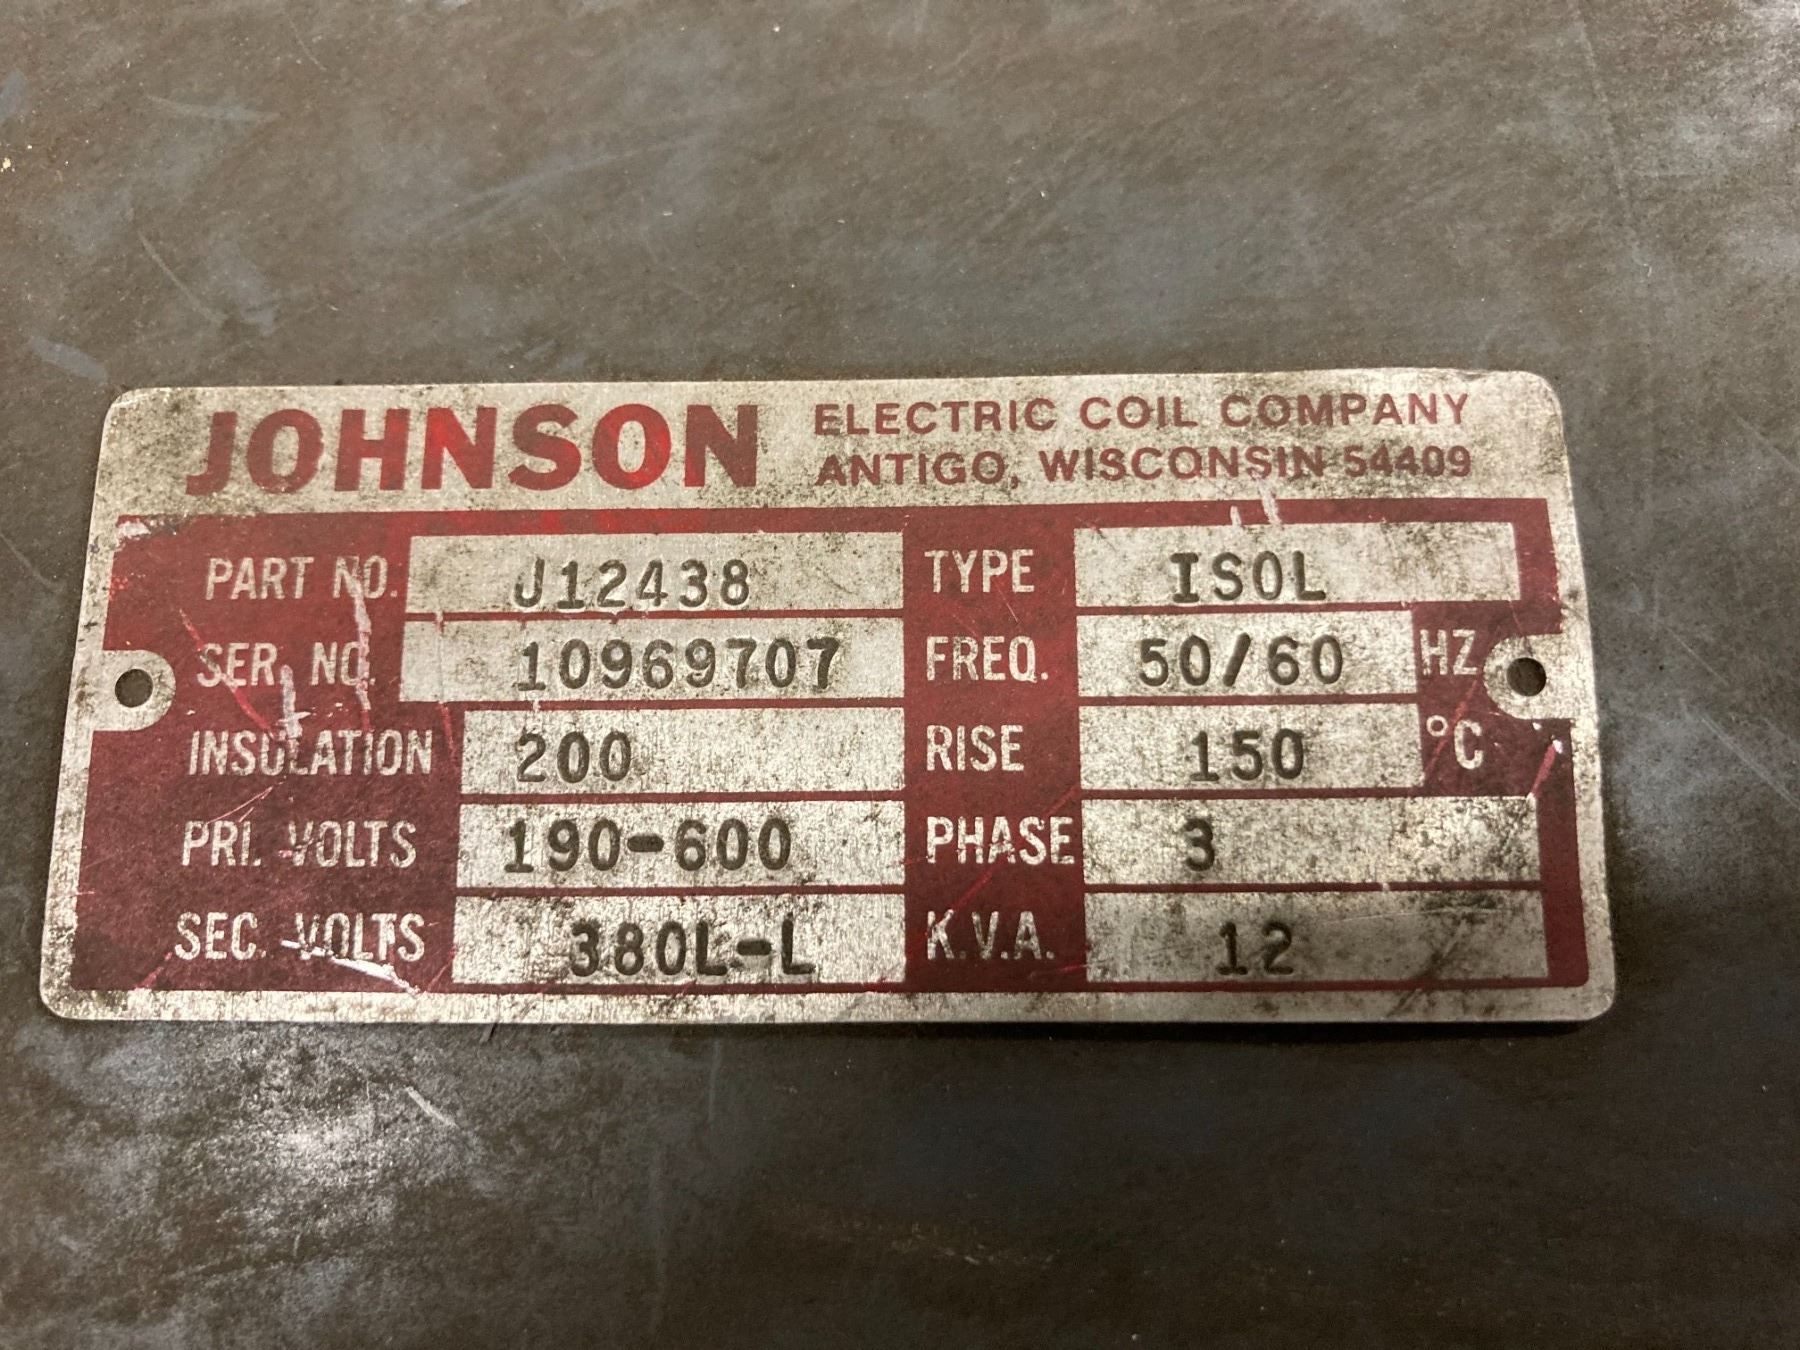 JOHNSON ELECTRIC COIL COMPANY
ANTIGO, WISCONSIN 54409
PART NO. J12438 TYPE ISOL
SER. NO. 10969707 FREQ. 50/60 HZ
INSULATION 200 RISE 150 °C
PRI. VOLTS 190-600 PHASE 3
SEC. VOLTS 380L-L K.V.A. 12